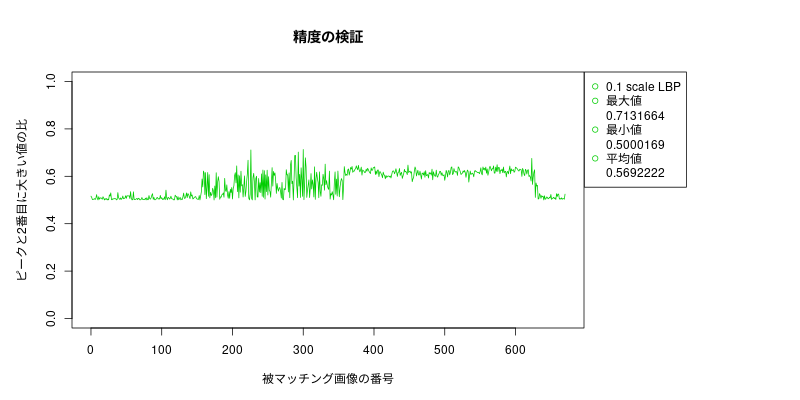 精度の検証
ピークと2番目に大きい値の比
1.0
0.8
0.6
0.4
0.2
0.0
0 100 200 300 400 500 600
被マッチング画像の番号
0.1 scale LBP
最大値
0.7131664
最小値
0.5000169
平均値
0.5692222